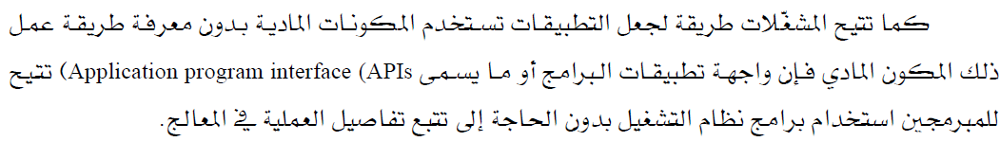 كما تتيح المشغّلات طريقة لجعل التطبيقات تستخدم المكونات المادية بدون معرفة طريقة عمل
ذلك المكون المادي فإن واجهة تطبيقات البرامج أو ما يسمى Application program interface (APIs) تتيح
للمبرمجين استخدام برامج نظام التشغيل بدون الحاجة إلى تتبع تفاصيل العملية في المعالج.